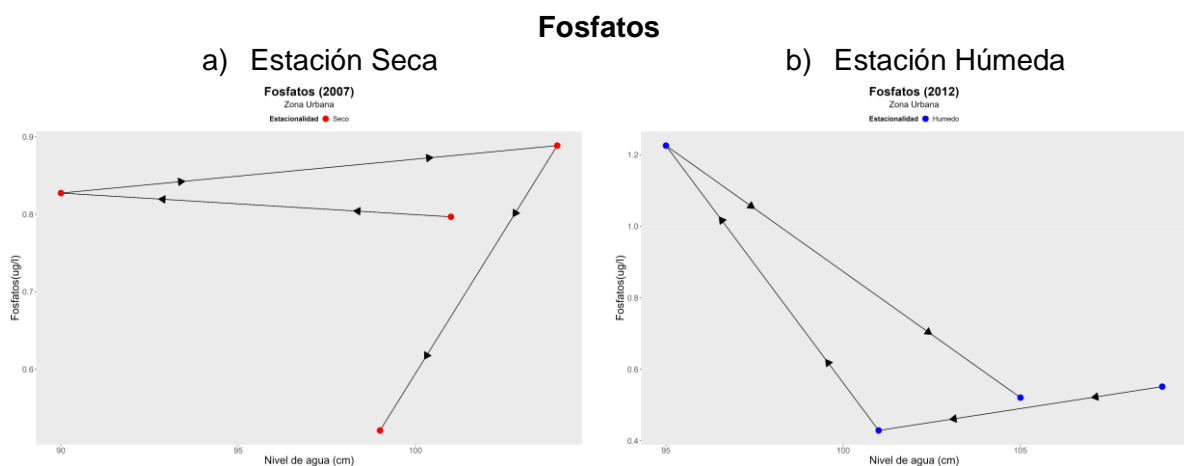 Fosfatos
a) Estación Seca
Fosfatos (2007)
Zona Urbana
Estacionalidad Seco
Fosfatos(ug/l)
0.9
0.8
0.7
0.6
90 95 100
Nivel de agua (cm)
b) Estación Húmeda
Fosfatos (2012)
Zona Urbana
Estacionalidad Humedo
Fosfatos(ug/l)
1.2
1.0
0.8
0.6
0.4
95 100 105
Nivel de agua (cm)